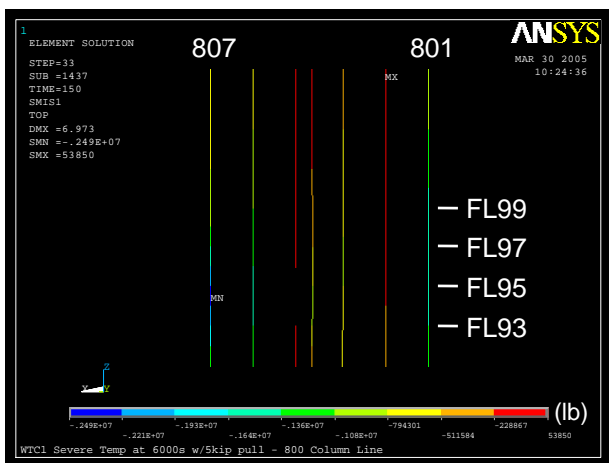 1
ANSYS
ELEMENT SOLUTION
807
801
MAR 30 2005
10:24:36
STEP=33
SUB =1437
TIME=150
SMIS1
TOP
DMX =6.973
SMN =-.249E+07
SMX =53850
MX
FL99
FL97
FL95
MN
FL93
Z
X
Y
(lb)
-.249E+07 -.193E+07 -.136E+07 -794301 -228867
-.221E+07 -.164E+07 -.108E+07 -511584 53850
WTC1 Severe Temp at 6000s w/5kip pull - 800 Column Line